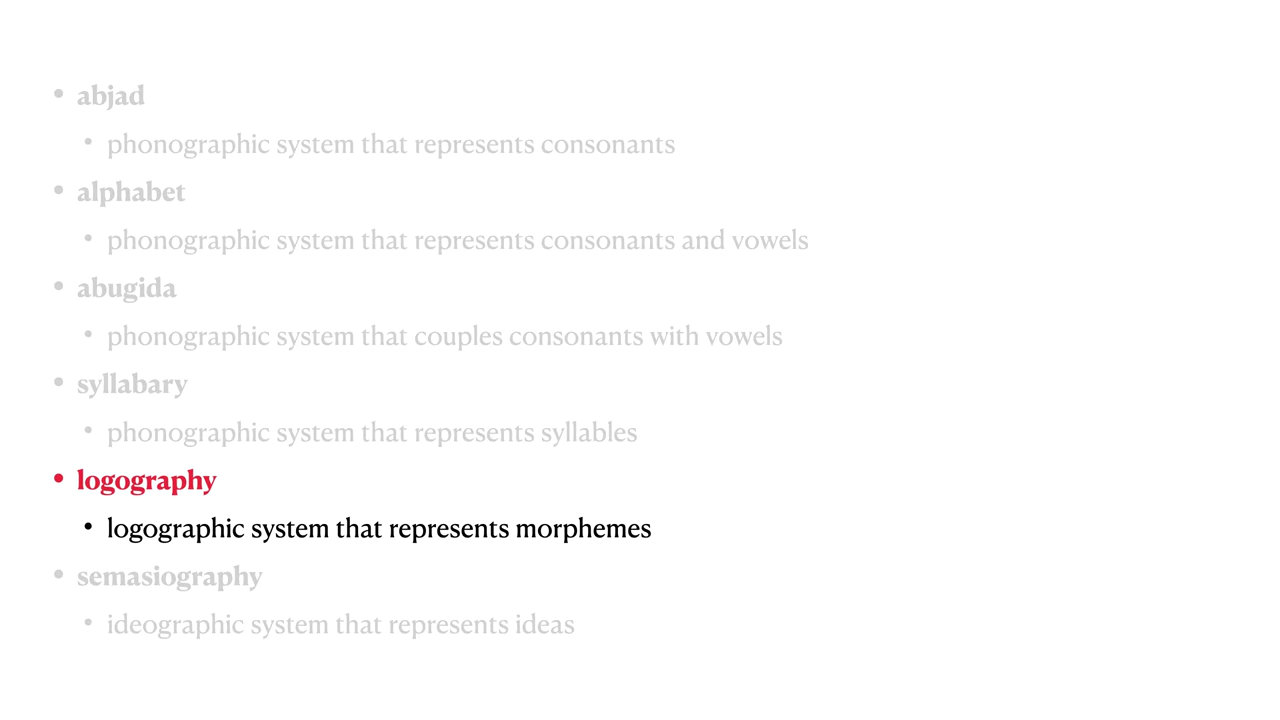 • abjad
• phonographic system that represents consonants
• alphabet
• phonographic system that represents consonants and vowels
• abugida
• phonographic system that couples consonants with vowels
• syllabary
• phonographic system that represents syllables
• logography
• logographic system that represents morphemes
• semasiography
• ideographic system that represents ideas